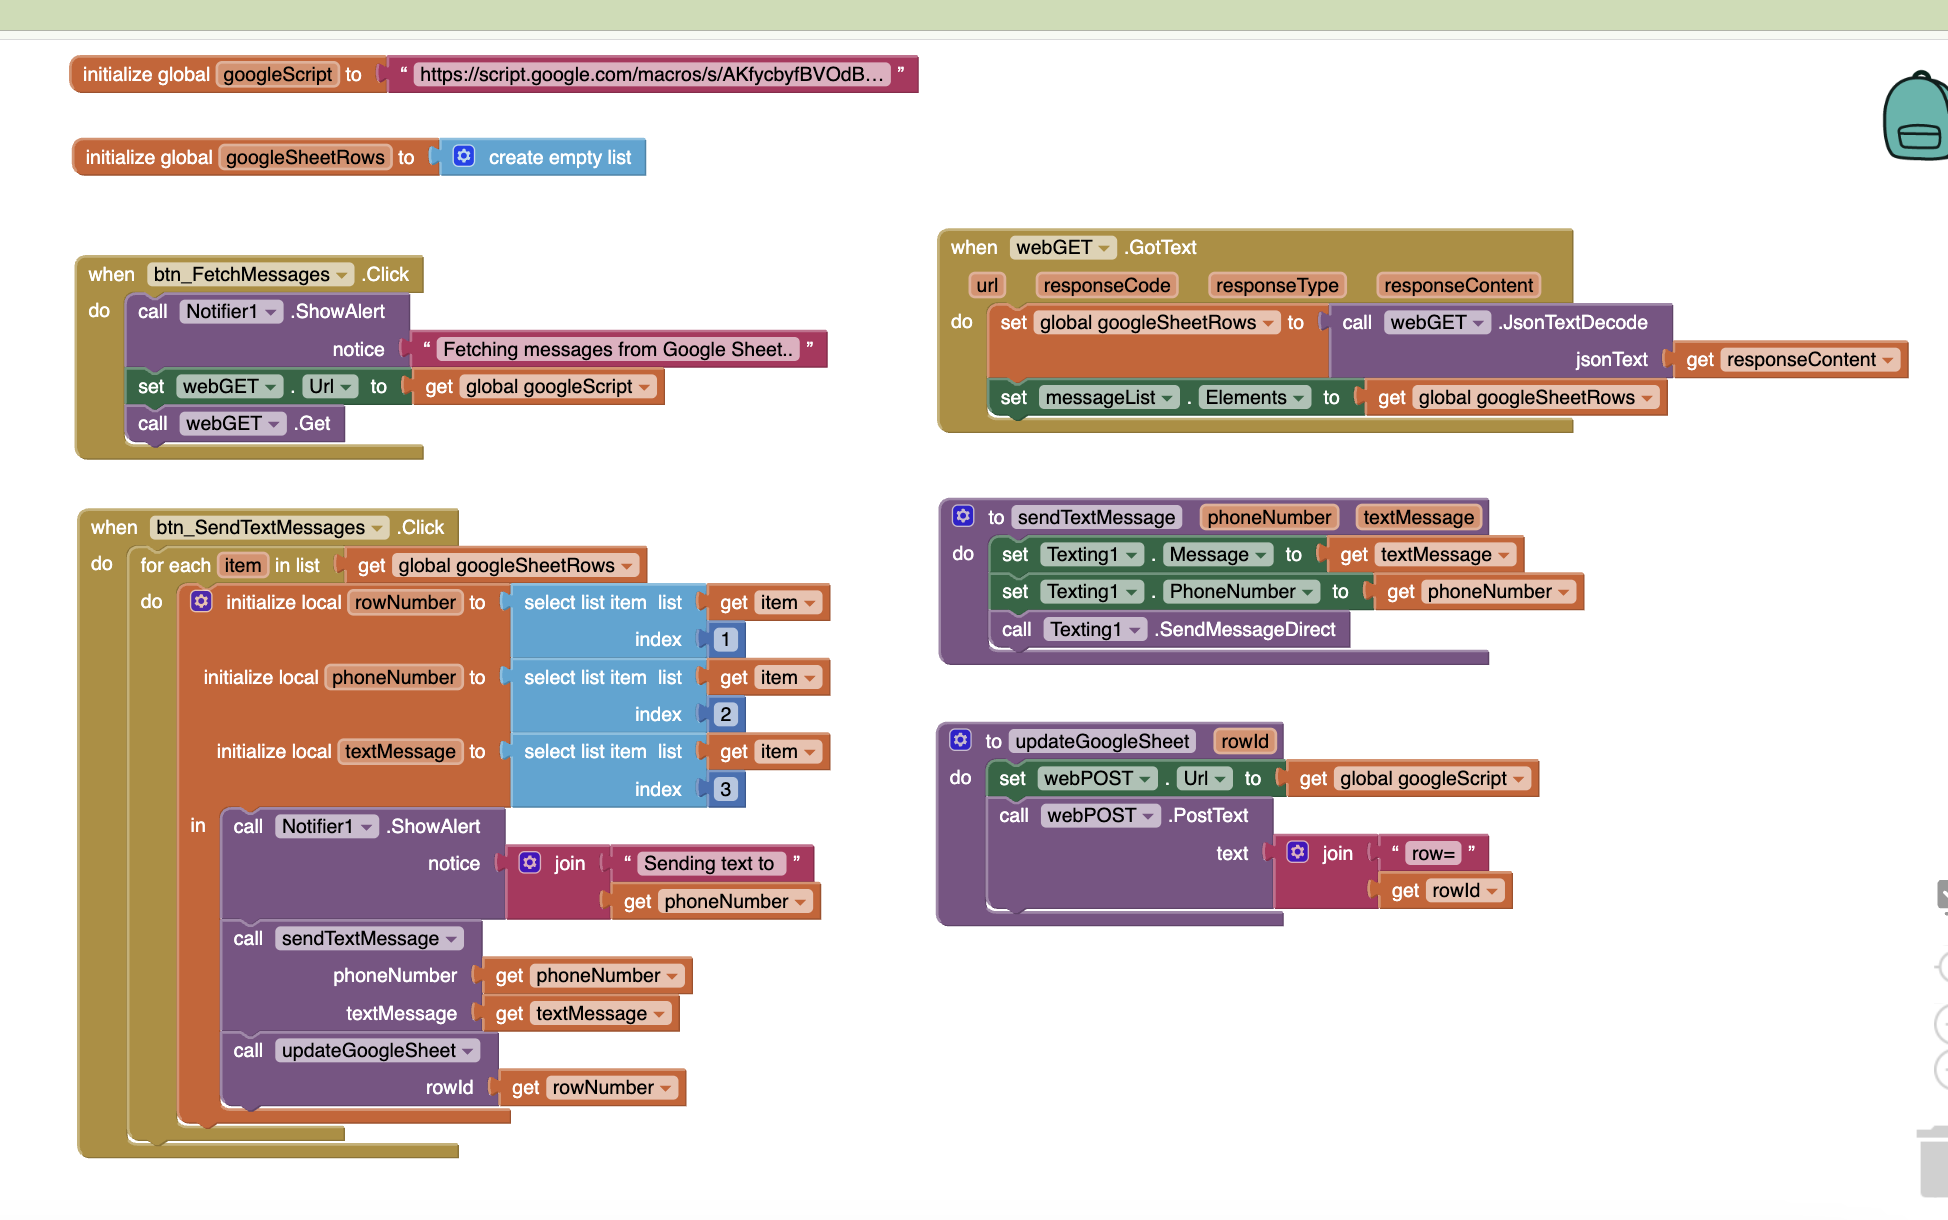 initialize global googleScript to “ https://script.google.com/macros/s/AKfycbyfBVOdB... ”
initialize global googleSheetRows to create empty list
when btn_FetchMessages .Click
do call Notifier1 .ShowAlert
notice “ Fetching messages from Google Sheet.. ”
set webGET . Url to get global googleScript
call webGET .Get
when btn_SendTextMessages .Click
do for each item in list get global googleSheetRows
do initialize local rowNumber to select list item list get item
index 1
initialize local phoneNumber to select list item list get item
index 2
initialize local textMessage to select list item list get item
index 3
in call Notifier1 .ShowAlert
notice join “ Sending text to ”
get phoneNumber
call sendTextMessage
phoneNumber get phoneNumber
textMessage get textMessage
call updateGoogleSheet
rowId get rowNumber
when webGET .GotText
url responseCode responseType responseContent
do set global googleSheetRows to call webGET .JsonTextDecode
jsonText get responseContent
set messageList . Elements to get global googleSheetRows
to sendTextMessage phoneNumber textMessage
do set Texting1 . Message to get textMessage
set Texting1 . PhoneNumber to get phoneNumber
call Texting1 .SendMessageDirect
to updateGoogleSheet rowId
do set webPOST . Url to get global googleScript
call webPOST .PostText
text join “ row= ”
get rowId